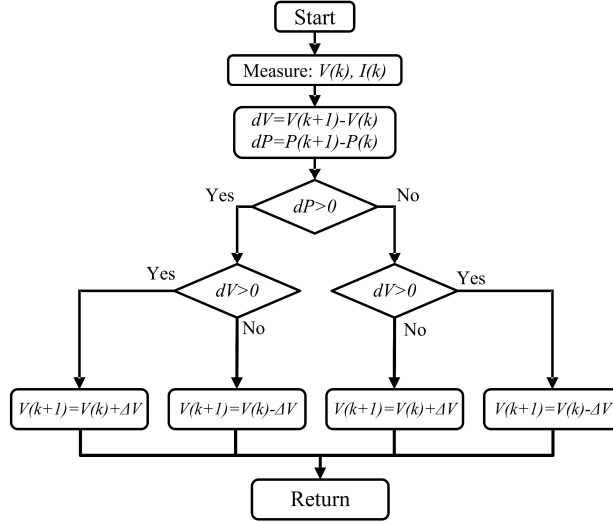 Start
Measure: V(k), I(k)
dV=V(k+1)-V(k)
dP=P(k+1)-P(k)
Yes
No
dP>0
Yes
Yes
dV>0
dV>0
No
No
V(k+1)=V(k)+ΔV
V(k+1)=V(k)-ΔV
V(k+1)=V(k)+ΔV
V(k+1)=V(k)-ΔV
Return